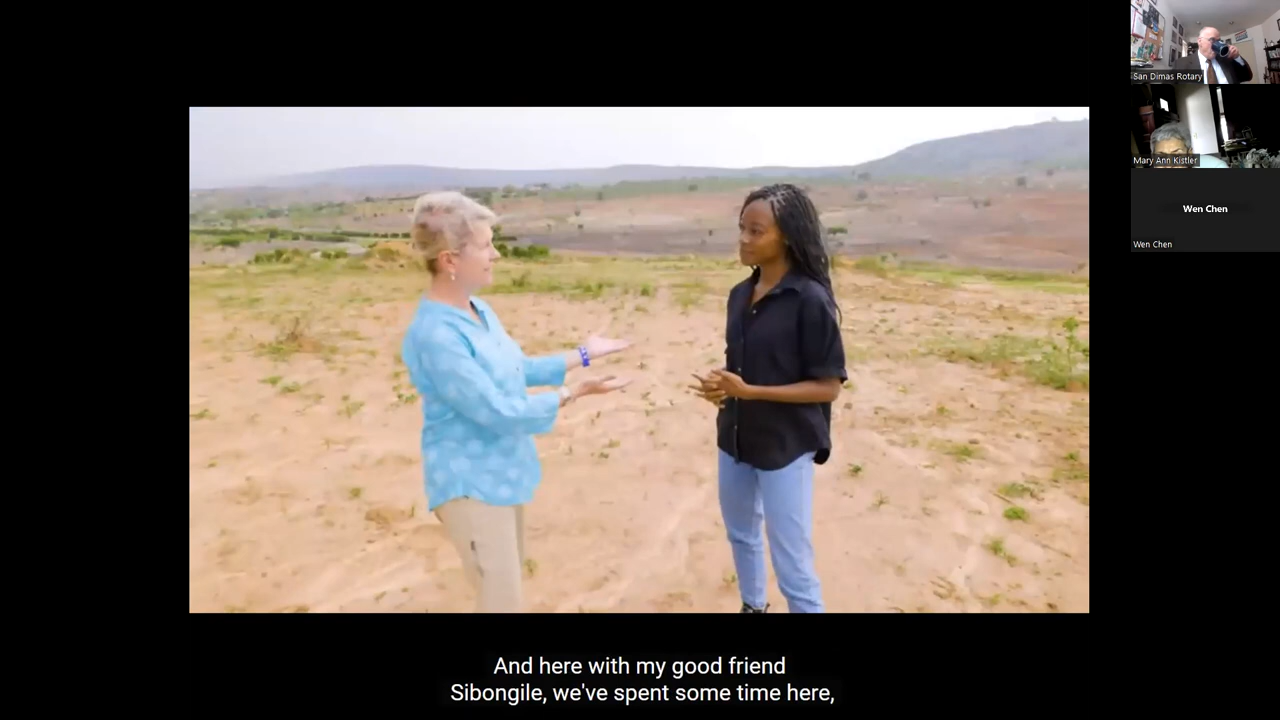 San Dimas Rotary
Mary Ann Kistler
Wen Chen
Wen Chen
And here with my good friend
Sibongile, we've spent some time here,